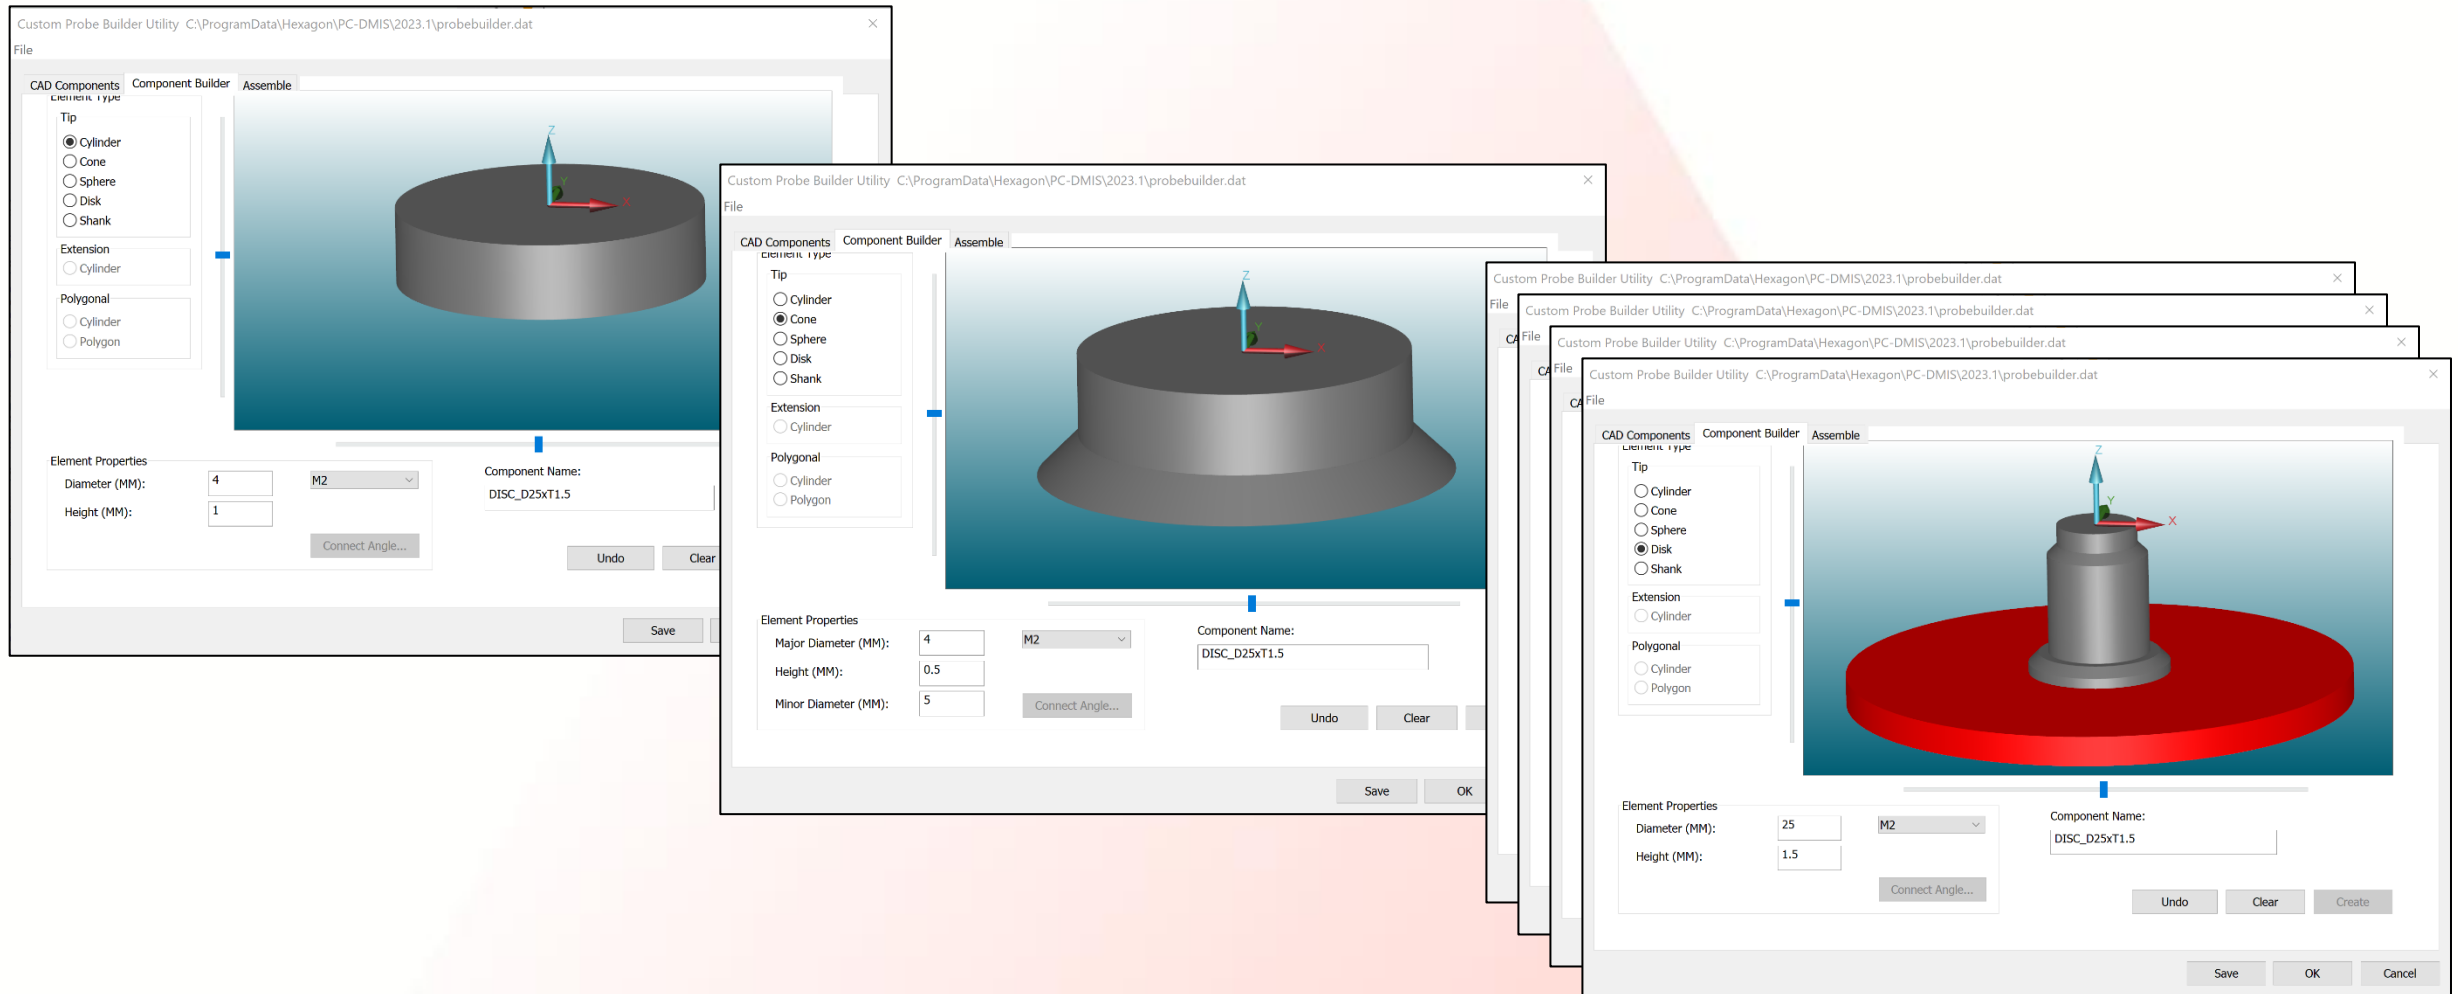 Custom Probe Builder Utility C:\ProgramData\Hexagon\PC-DMIS\2023.1\probebuilder.dat
File
CAD Components Component Builder Assemble
Element Type
Tip
Cylinder
Cone
Sphere
Disk
Shank
Extension
Cylinder
Polygonal
Cylinder
Polygon
Z
Y
X
Element Properties
Diameter (MM): 4 M2
Height (MM): 1
Connect Angle...
Component Name:
DISC_D25xT1.5
Undo Clear
Save
Custom Probe Builder Utility C:\ProgramData\Hexagon\PC-DMIS\2023.1\probebuilder.dat
File
CAD Components Component Builder Assemble
Element Type
Tip
Cylinder
Cone
Sphere
Disk
Shank
Extension
Cylinder
Polygonal
Cylinder
Polygon
Z
Y
X
Element Properties
Major Diameter (MM): 4 M2
Height (MM): 0.5
Minor Diameter (MM): 5
Connect Angle...
Component Name:
DISC_D25xT1.5
Undo Clear
Save OK
Custom Probe Builder Utility C:\ProgramData\Hexagon\PC-DMIS\2023.1\probebuilder.dat
File
CA
Custom Probe Builder Utility C:\ProgramData\Hexagon\PC-DMIS\2023.1\probebuilder.dat
File
CA
Custom Probe Builder Utility C:\ProgramData\Hexagon\PC-DMIS\2023.1\probebuilder.dat
File
CA
Custom Probe Builder Utility C:\ProgramData\Hexagon\PC-DMIS\2023.1\probebuilder.dat
File
CAD Components Component Builder Assemble
Element Type
Tip
Cylinder
Cone
Sphere
Disk
Shank
Extension
Cylinder
Polygonal
Cylinder
Polygon
Z
Y
X
Element Properties
Diameter (MM): 25 M2
Height (MM): 1.5
Connect Angle...
Component Name:
DISC_D25xT1.5
Undo Clear Create
Save OK Cancel